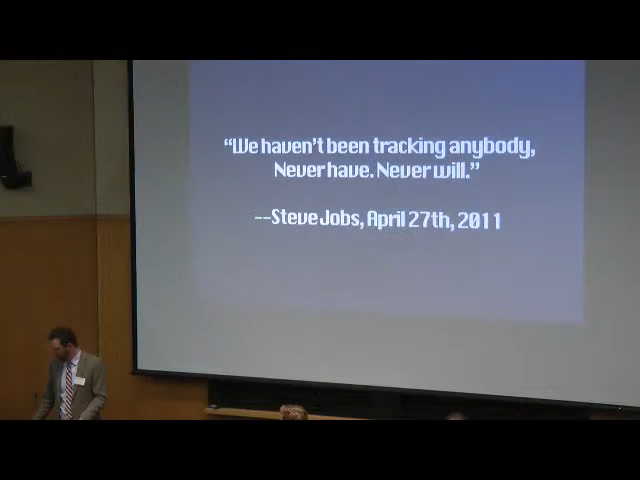 “We haven't been tracking anybody,
Never have. Never will.”
--Steve Jobs, April 27th, 2011